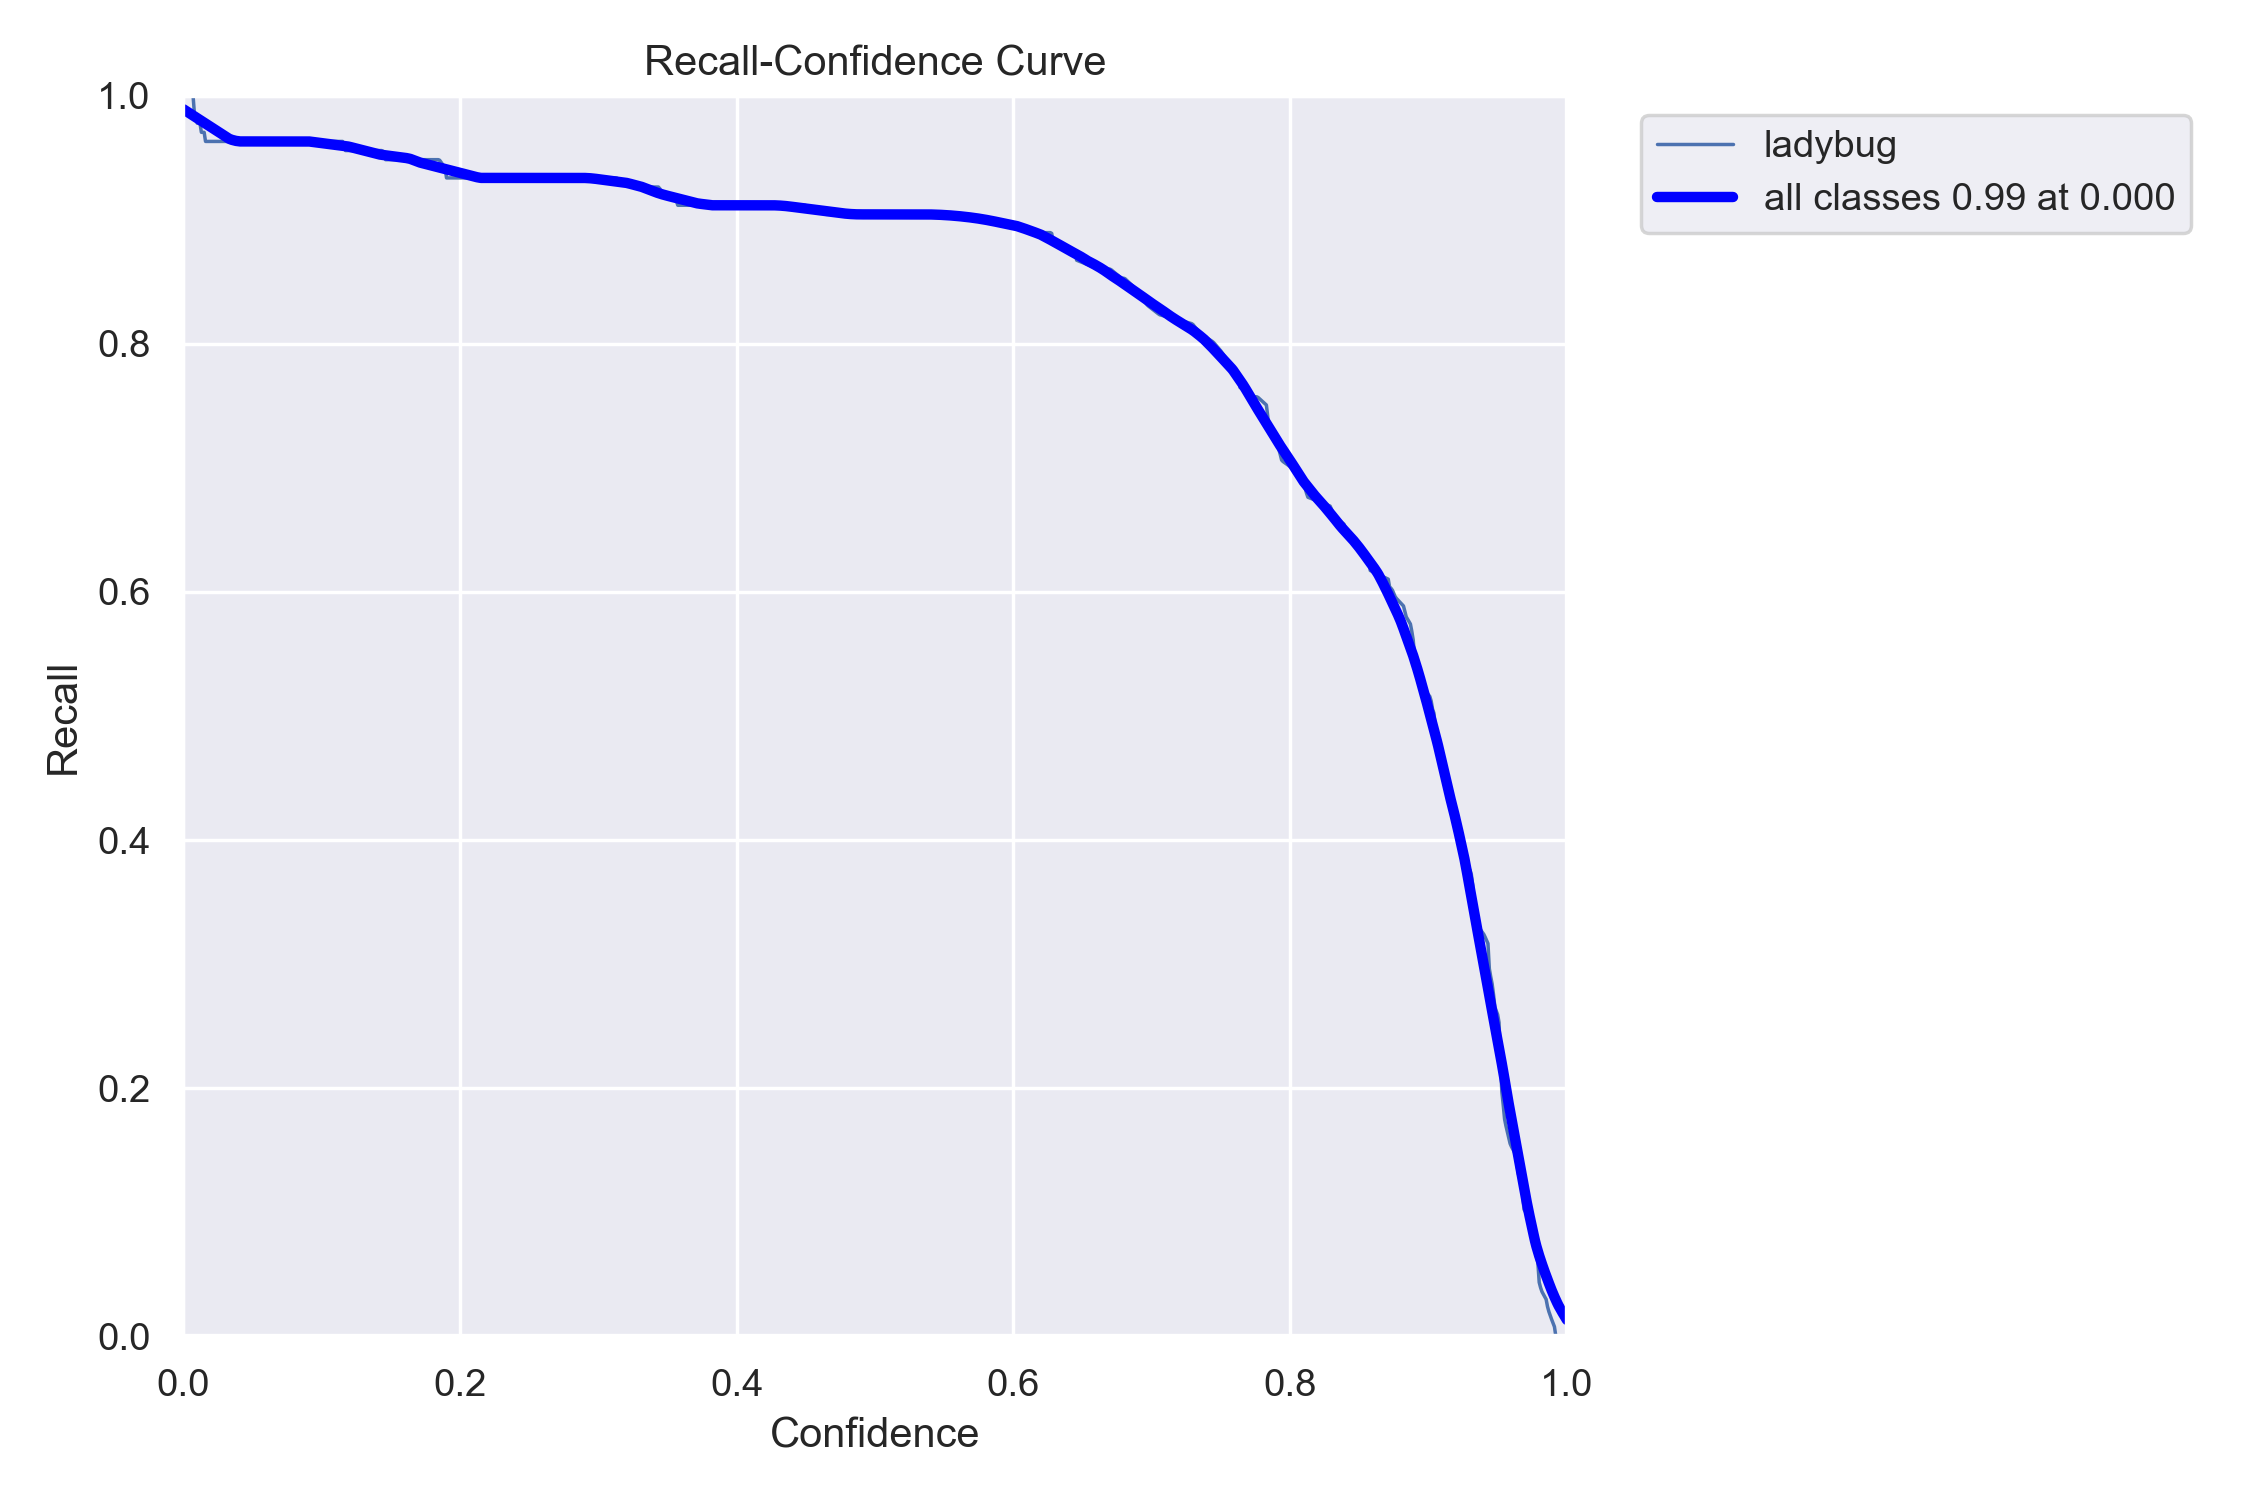 Recall-Confidence Curve
1.0
0.8
0.6
0.4
0.2
0.0
Recall
0.0 0.2 0.4 0.6 0.8 1.0
Confidence
ladybug
all classes 0.99 at 0.000